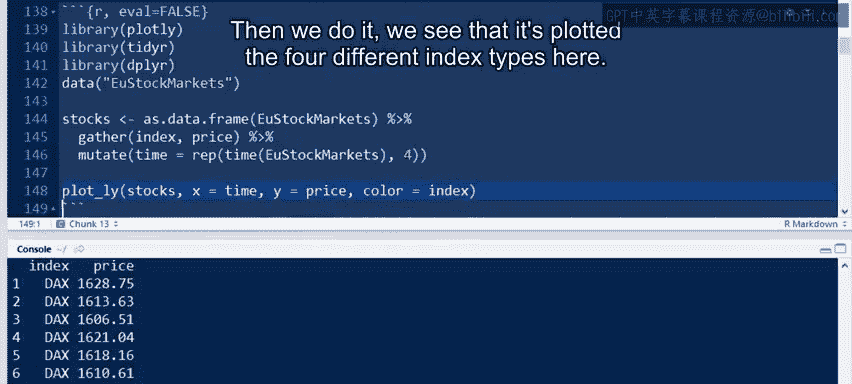 138 ```{r, eval=FALSE}
139 library(plotly)
140 library(tidyr)
141 library(dplyr)
142 data("EuStockMarkets")
143
144 stocks <- as.data.frame(EuStockMarkets) %>%
145 gather(index, price) %>%
146 mutate(time = rep(time(EuStockMarkets), 4))
147
148 plot_ly(stocks, x = time, y = price, color = index)
149 ```
GPT中英字幕课程资源@bilibili.com
Then we do it, we see that it's plotted
the four different index types here.
149:1 Chunk 13 R Markdown
Console ~/
index price
1 DAX 1628.75
2 DAX 1613.63
3 DAX 1606.51
4 DAX 1621.04
5 DAX 1618.16
6 DAX 1610.61